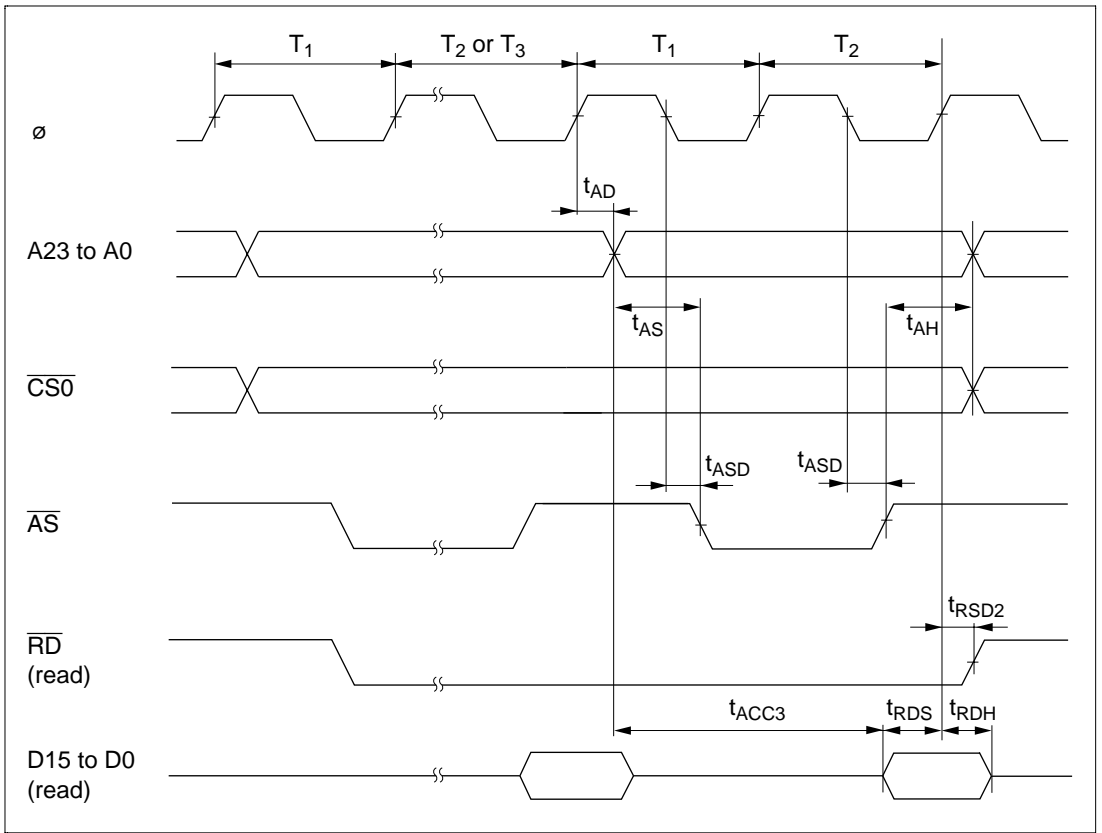 T1 T2 or T3 T1 T2
ø
tAD
A23 to A0
tAS tAH
CS0
tASD tASD
AS
tRSD2
RD
(read)
tACC3 tRDS tRDH
D15 to D0
(read)